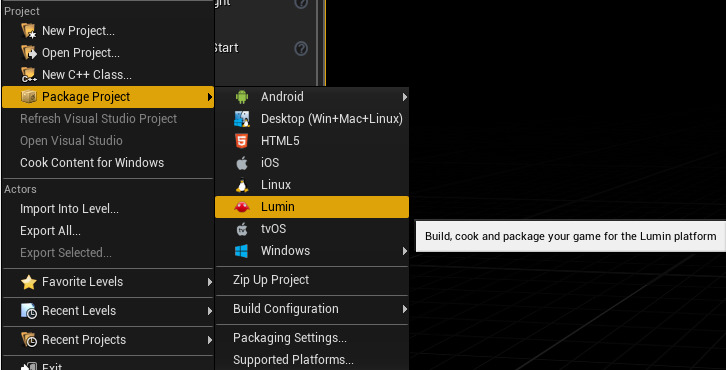 Project
New Project...
Open Project...
New C++ Class...
Package Project
Refresh Visual Studio Project
Open Visual Studio
Cook Content for Windows
Actors
Import Into Level...
Export All...
Export Selected...
Favorite Levels
Recent Levels
Recent Projects
Exit
Start
Android
Desktop (Win+Mac+Linux)
HTML5
iOS
Linux
Lumin
tvOS
Windows
Zip Up Project
Build Configuration
Packaging Settings...
Supported Platforms...
Build, cook and package your game for the Lumin platform